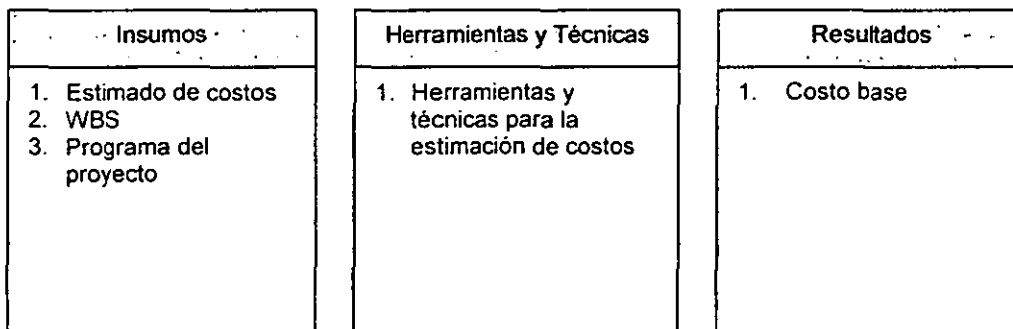 Insumos
1. Estimado de costos
2. WBS
3. Programa del
proyecto
Herramientas y Técnicas
1. Herramientas y
técnicas para la
estimación de costos
Resultados
1. Costo base